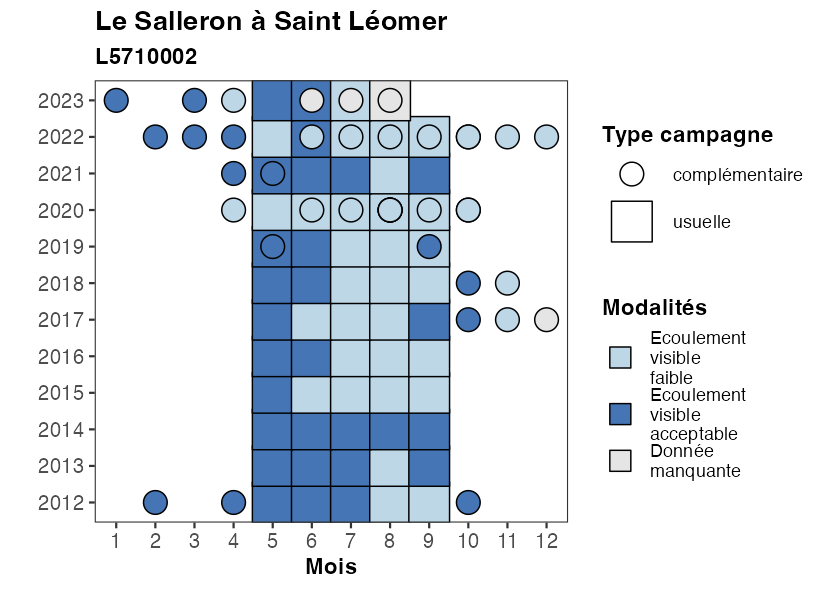 Le Salleron à Saint Léomer
L5710002
2023
2022
2021
2020
2019
2018
2017
2016
2015
2014
2013
2012
1 2 3 4 5 6 7 8 9 10 11 12
Mois
Type campagne
complémentaire
usuelle
Modalités
Ecoulement
visible
faible
Ecoulement
visible
acceptable
Donnée
manquante